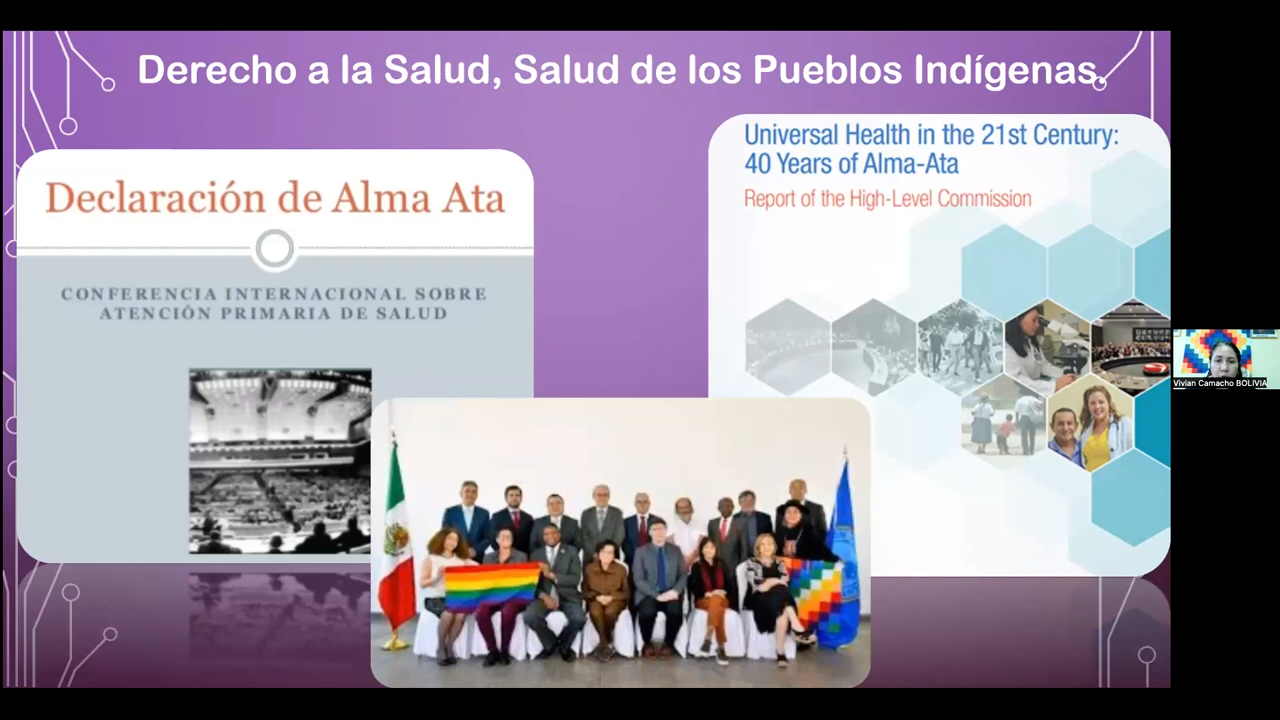 Derecho a la Salud, Salud de los Pueblos Indígenas.
Declaración de Alma Ata
CONFERENCIA INTERNACIONAL SOBRE
ATENCIÓN PRIMARIA DE SALUD
Universal Health in the 21st Century:
40 Years of Alma-Ata
Report of the High-Level Commission
Vivian Camacho BOLIVIA